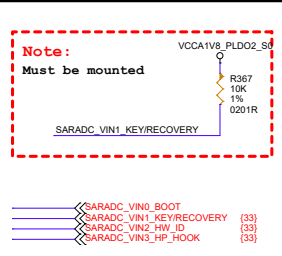 Note:
VCCA1V8_PLDO2_S0
Must be mounted
R367
10K
1%
0201R
SARADC_VIN1_KEY/RECOVERY
SARADC_VIN0_BOOT
SARADC_VIN1_KEY/RECOVERY {33}
SARADC_VIN2_HW_ID {33}
SARADC_VIN3_HP_HOOK {33}